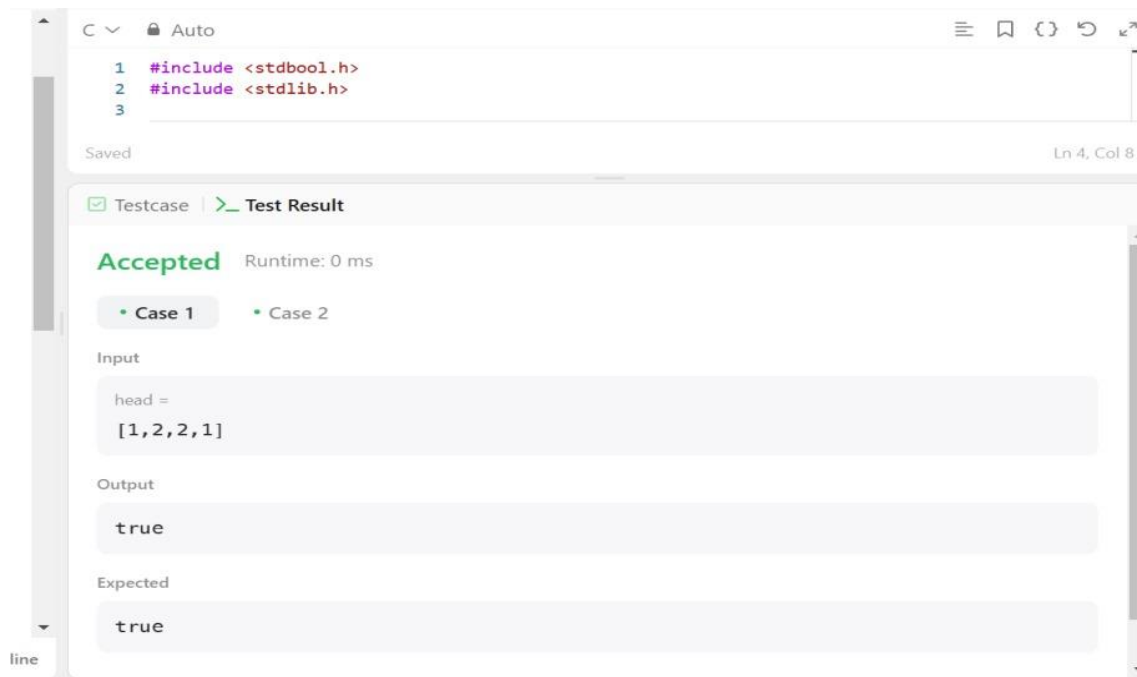 C Auto
1 #include <stdbool.h>
2 #include <stdlib.h>
3
Saved Ln 4, Col 8
Testcase Test Result
Accepted Runtime: 0 ms
Case 1 Case 2
Input
head =
[1,2,2,1]
Output
true
Expected
true
line